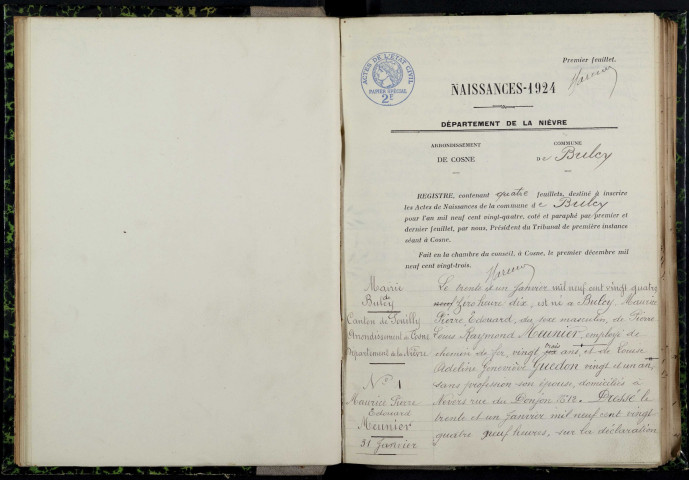 Premier feuillet.
ACTES DE L'ÉTAT CIVIL
PAPIER SPÉCIAL
2E
NAISSANCES-1924
DÉPARTEMENT DE LA NIÈVRE
ARRONDISSEMENT
DE COSNE
COMMUNE
de Bulcy
REGISTRE, contenant quatre feuillets, destiné à inscrire
les Actes de Naissances de la commune de Bulcy
pour l'an mil neuf cent vingt-quatre, coté et paraphé par premier et
dernier feuillet, par nous, Président du Tribunal de première instance
séant à Cosne.
Fait en la chambre du conseil, à Cosne, le premier décembre mil
neuf cent vingt-trois.
Mairie
de
Bulcy
Canton de Pouilly
Arrondissement de Cosne
Département de la Nièvre
N° 1
Maurice Pierre
Edouard
Meunier
31 Janvier
Le trente et un Janvier mil neuf cent vingt quatre
zéro heure dix, est né à Bulcy Maurice
Pierre Edouard, du sexe masculin, de Pierre
Louis Raymond Meunier, employé de
chemin de fer, vingt trois ans, et de Louise
Adeline Geneviève Guédon vingt et un ans
sans profession son épouse, domiciliés à
Nevers rue du Donjon N° 12. Dressé le
trente et un janvier mil neuf cent vingt
quatre neuf heures, sur la déclaration